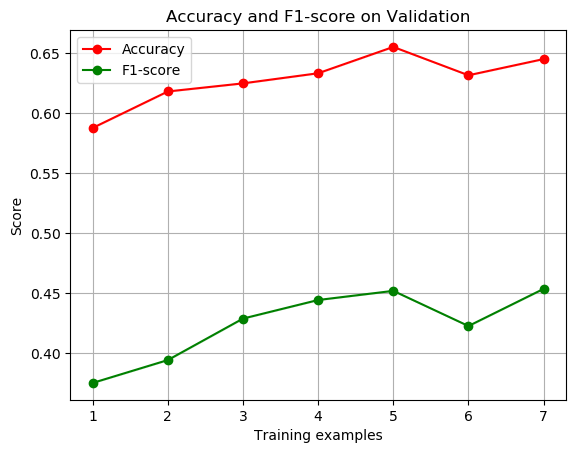 Accuracy and F1-score on Validation
Accuracy
F1-score
0.65
0.60
0.55
0.50
0.45
0.40
Score
1 2 3 4 5 6 7
Training examples